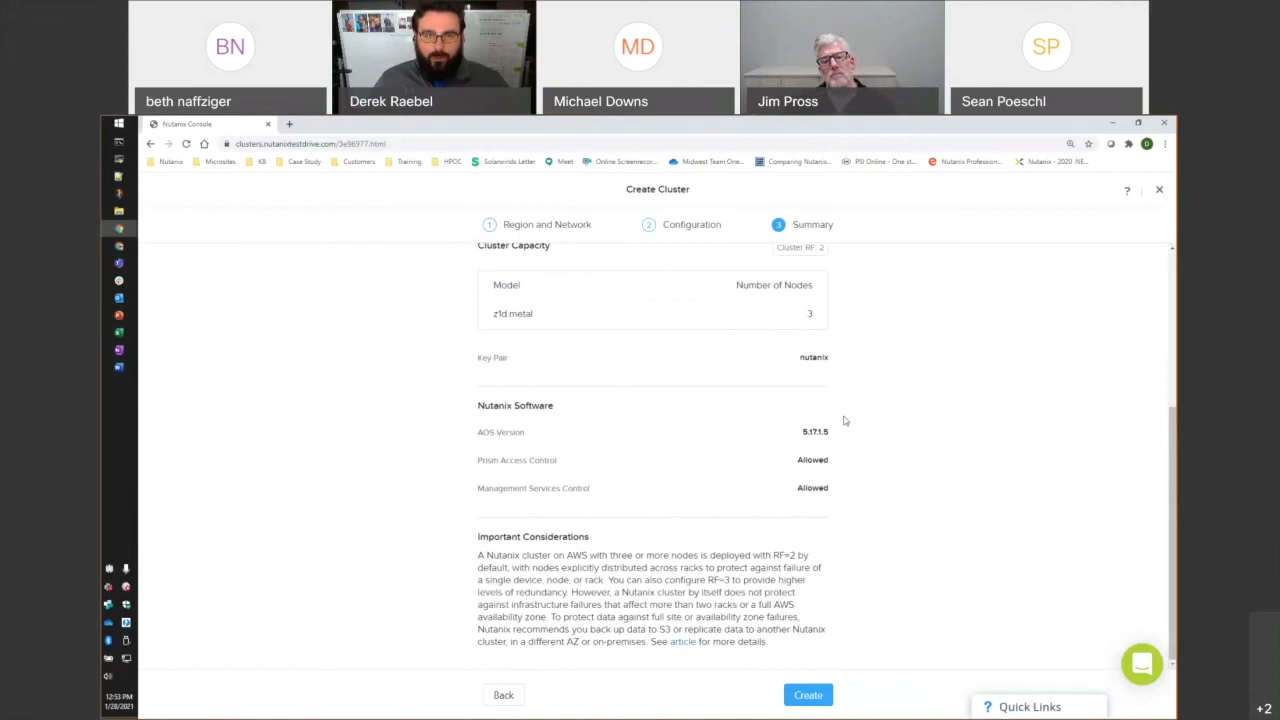 BN
MD
SP
beth naffziger
Derek Raebel
Michael Downs
Jim Pross
Sean Poeschl
Nutanix Console
clusters.nutanixtestdrive.com/3e96977.html
D
Nutanix
Microsites
KB
Case Study
Customers
Training
HPOC
Solarwinds Letter
Meet
Online Screenrecor...
Midwest Team One...
Comparing Nutanix...
PSI Online - One st...
Nutanix Profession...
Nutanix - 2020 .NE...
Create Cluster
?
1 Region and Network
2 Configuration
3 Summary
Cluster Capacity
Cluster RF: 2
Model Number of Nodes
z1d.metal 3
Key Pair nutanix
Nutanix Software
AOS Version 5.17.1.5
Prism Access Control Allowed
Management Services Control Allowed
Important Considerations
A Nutanix cluster on AWS with three or more nodes is deployed with RF=2 by
default, with nodes explicitly distributed across racks to protect against failure of
a single device, node, or rack. You can also configure RF=3 to provide higher
levels of redundancy. However, a Nutanix cluster by itself does not protect
against infrastructure failures that affect more than two racks or a full AWS
availability zone. To protect data against full site or availability zone failures,
Nutanix recommends you back up data to S3 or replicate data to another Nutanix
cluster, in a different AZ or on-premises. See article for more details.
Back
Create
? Quick Links
12:53 PM
1/28/2021
+2